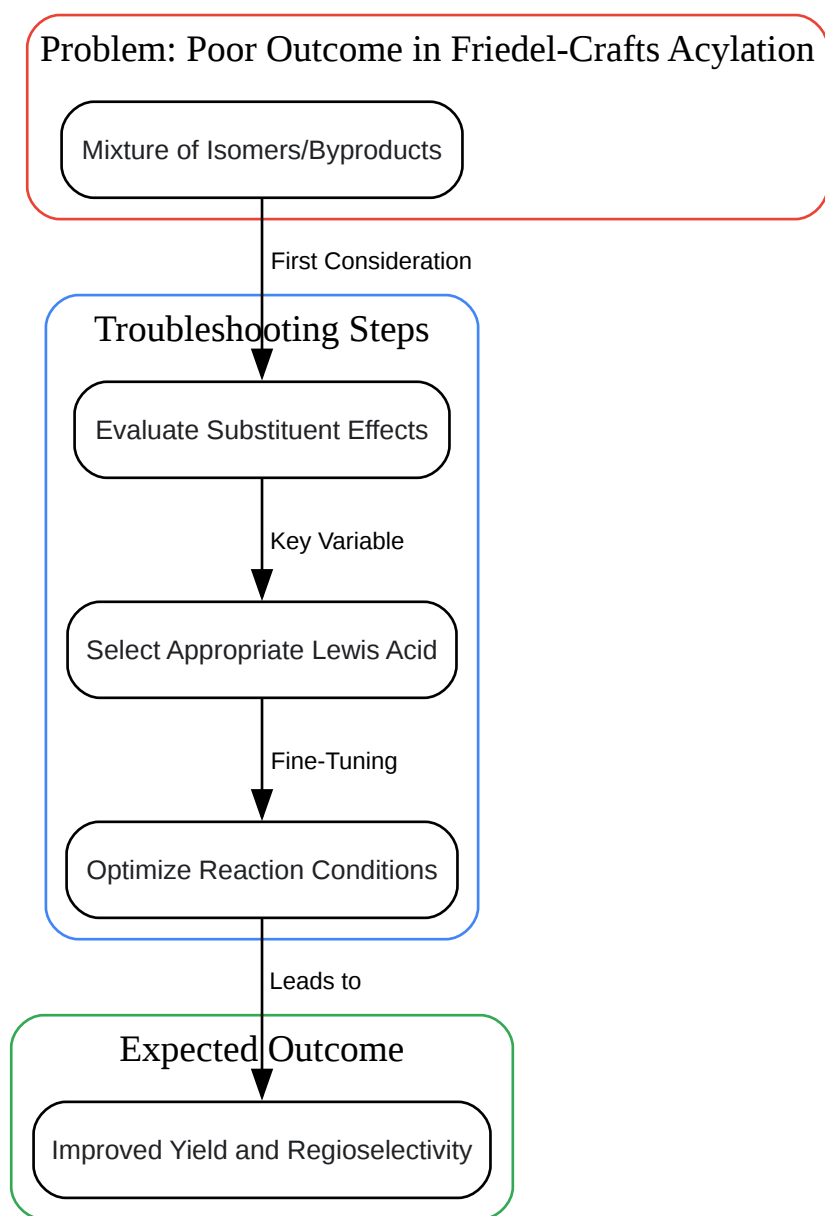 Problem: Poor Outcome in Friedel-Crafts Acylation
Mixture of Isomers/Byproducts
First Consideration
Troubleshooting Steps
Evaluate Substituent Effects
Key Variable
Select Appropriate Lewis Acid
Fine-Tuning
Optimize Reaction Conditions
Leads to
Expected Outcome
Improved Yield and Regioselectivity